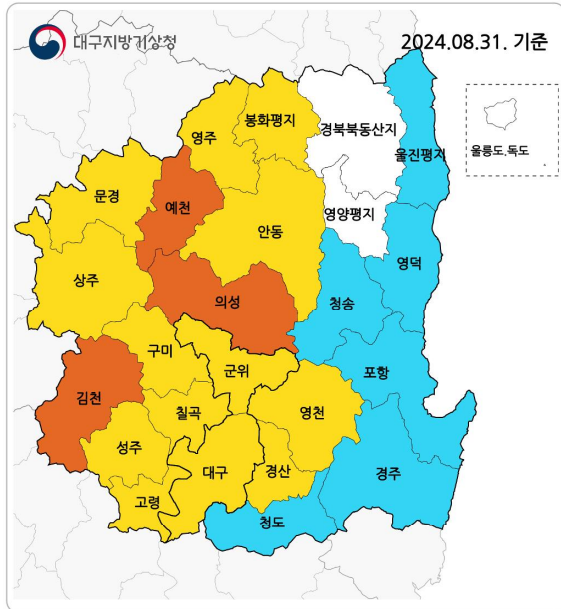 대구지방기상청
2024.08.31. 기준
봉화평지
영주
경북북동산지
울진평지
울릉도.독도
문경
예천
영양평지
안동
영덕
상주
의성
청송
구미
군위
포항
김천
칠곡
영천
성주
대구
경산
경주
고령
청도